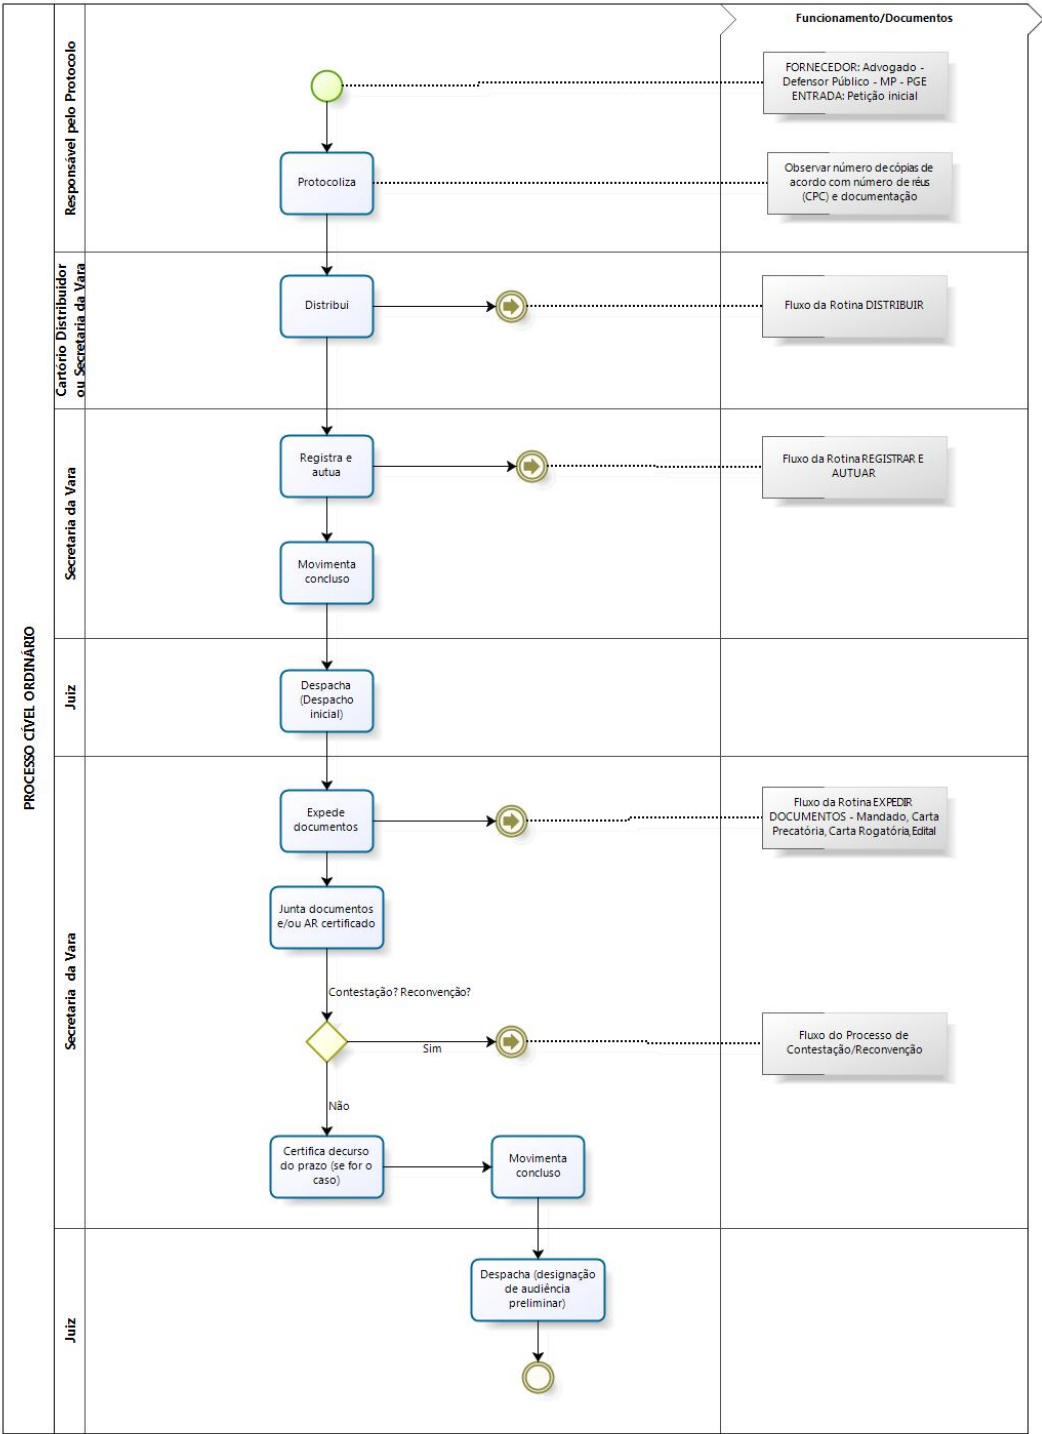 Funcionamento/Documentos
PROCESSO CÍVEL ORDINÁRIO
Responsável pelo Protocolo
FORNECEDOR: Advogado -
Defensor Público - MP - PGE
ENTRADA: Petição inicial
Protocoliza
Observar número de cópias de
acordo com número de réus
(CPC) e documentação
Cartório Distribuidor
ou Secretaria da Vara
Distribui
Fluxo da Rotina DISTRIBUIR
Secretaria da Vara
Registra e
autua
Fluxo da Rotina REGISTRAR E
AUTUAR
Movimenta
concluso
Juiz
Despacha
(Despacho
inicial)
Secretaria da Vara
Expede
documentos
Fluxo da Rotina EXPEDIR
DOCUMENTOS - Mandado, Carta
Precatória, Carta Rogatória, Edital
Junta documentos
e/ou AR certificado
Contestação? Reconvenção?
Sim
Fluxo do Processo de
Contestação/Reconvenção
Não
Certifica decurso
do prazo (se for o
caso)
Movimenta
concluso
Juiz
Despacha (designação
de audiência
preliminar)